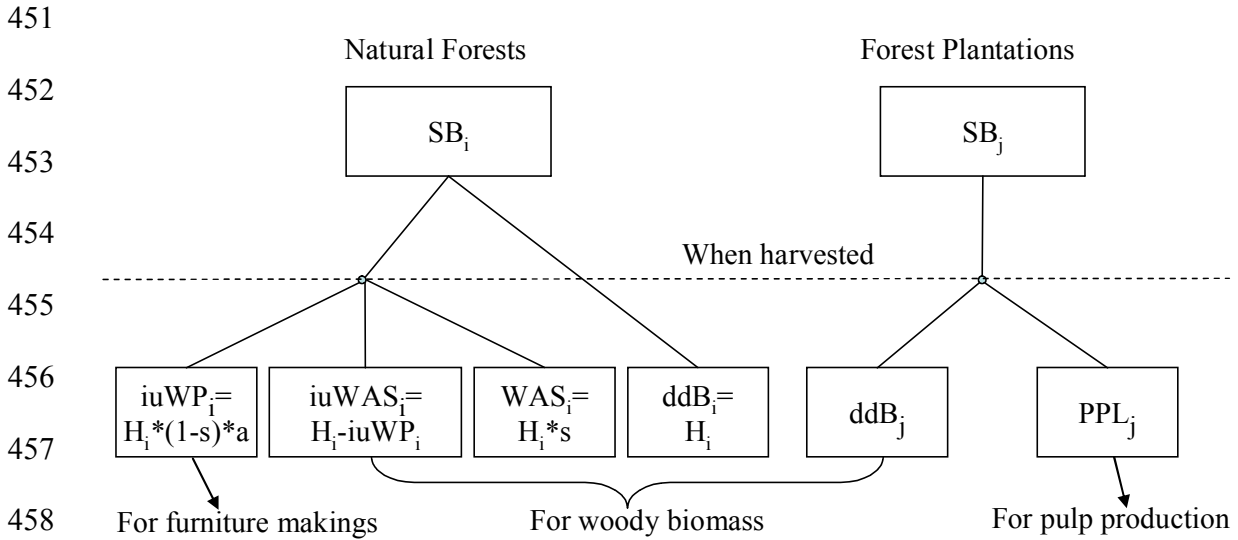 451
Natural Forests
Forest Plantations
452
SB_i
SB_j
453
454
When harvested
455
456
iuWP_i=
H_i*(1-s)*a
iuWAS_i=
H_i-iuWP_i
WAS_i=
H_i*s
ddB_i=
H_i
ddB_j
PPL_j
457
458
For furniture makings
For woody biomass
For pulp production